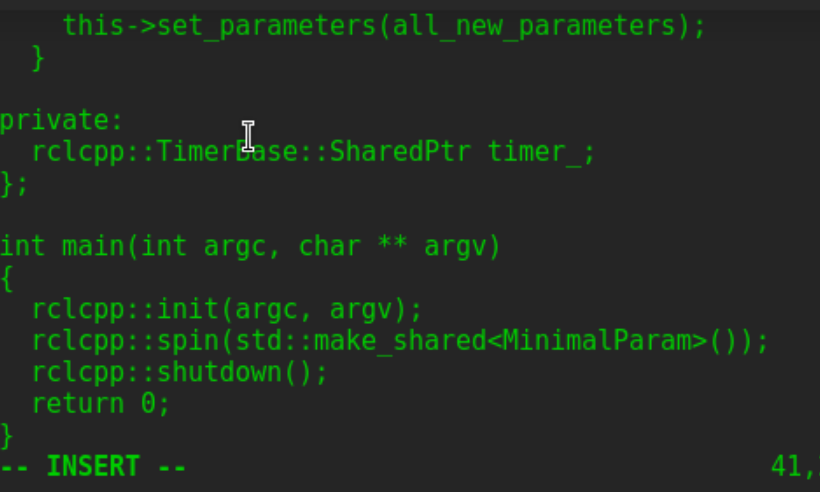 this->set_parameters(all_new_parameters);
  }

private:
  rclcpp::TimerBase::SharedPtr timer_;
};

int main(int argc, char ** argv)
{
  rclcpp::init(argc, argv);
  rclcpp::spin(std::make_shared<MinimalParam>());
  rclcpp::shutdown();
  return 0;
}
-- INSERT -- 41,